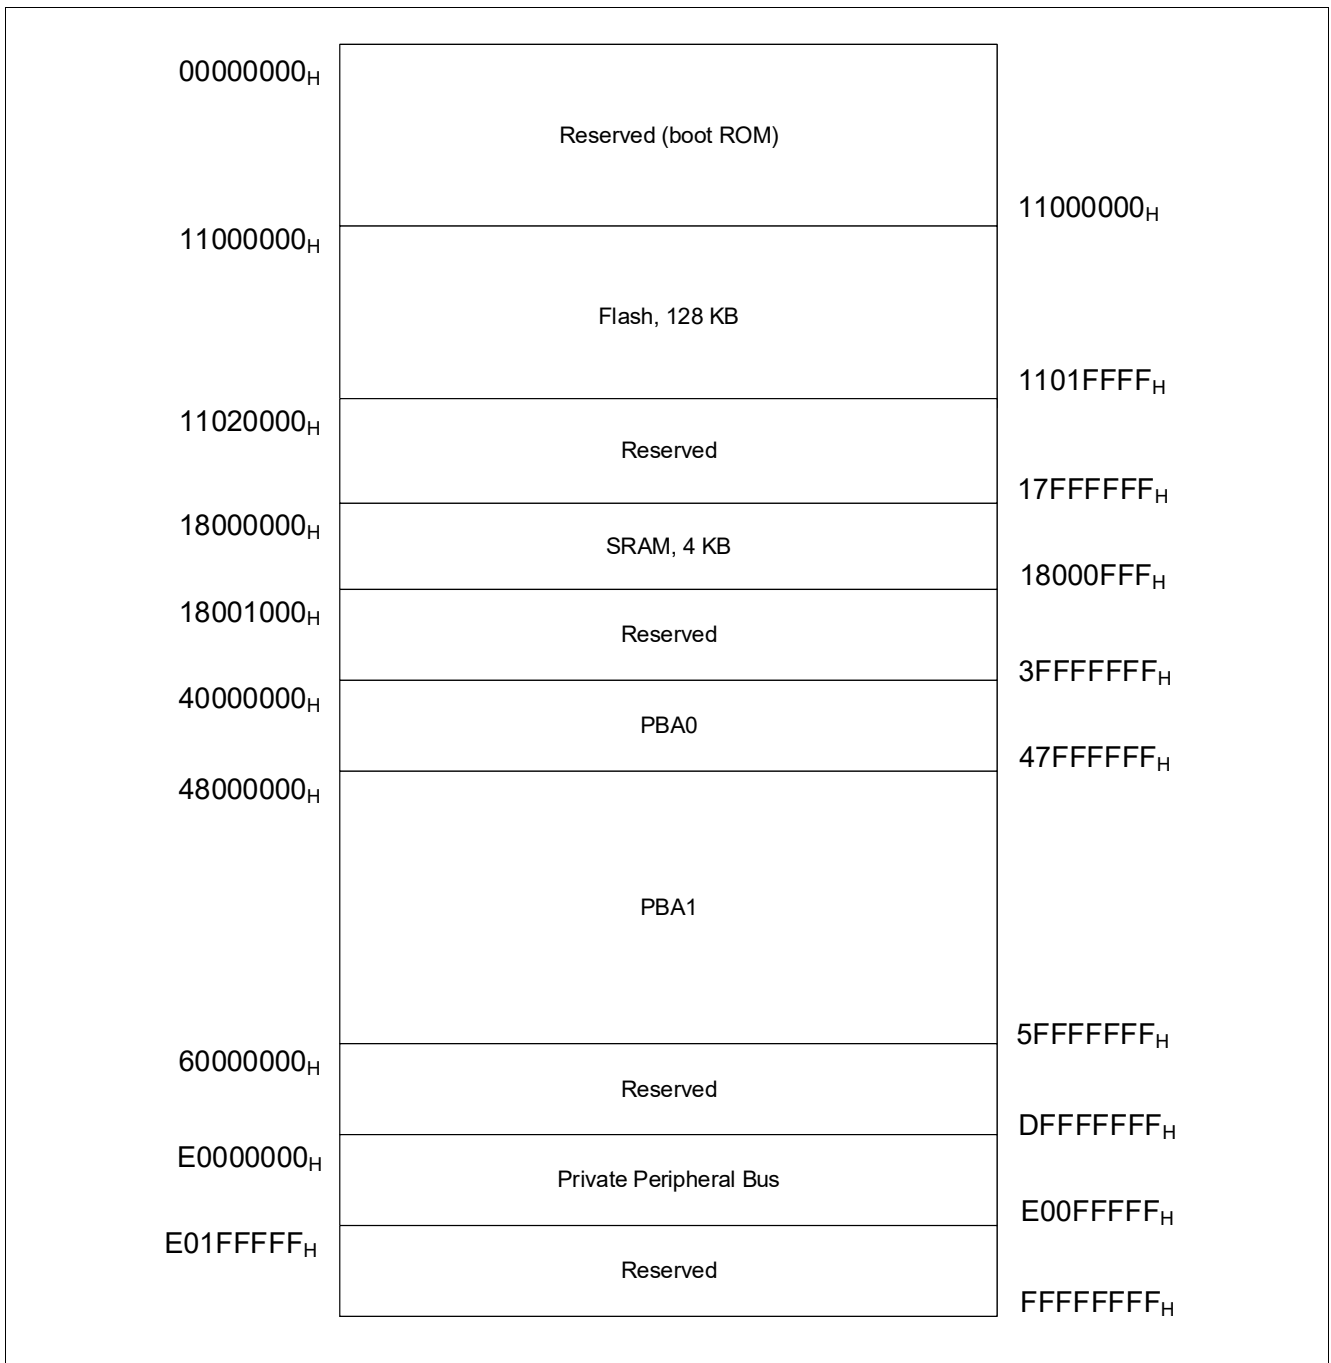 00000000H
Reserved (boot ROM)
11000000H
11000000H
Flash, 128 KB
1101FFFFH
11020000H
Reserved
17FFFFFFH
18000000H
SRAM, 4 KB
18000FFFH
18001000H
Reserved
3FFFFFFFH
40000000H
PBA0
47FFFFFFH
48000000H
PBA1
5FFFFFFFH
60000000H
Reserved
DFFFFFFFH
E0000000H
Private Peripheral Bus
E00FFFFFH
E01FFFFFH
Reserved
FFFFFFFFH